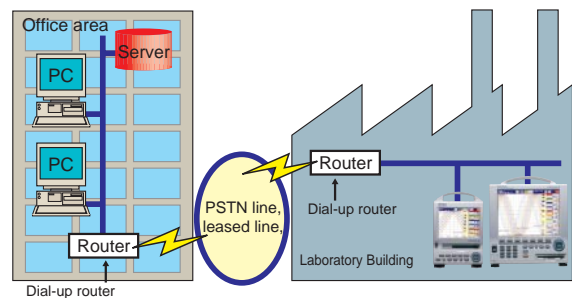 Office area
Server
PC
PC
Router
Dial-up router
PSTN line,
leased line,
Router
Dial-up router
Laboratory Building